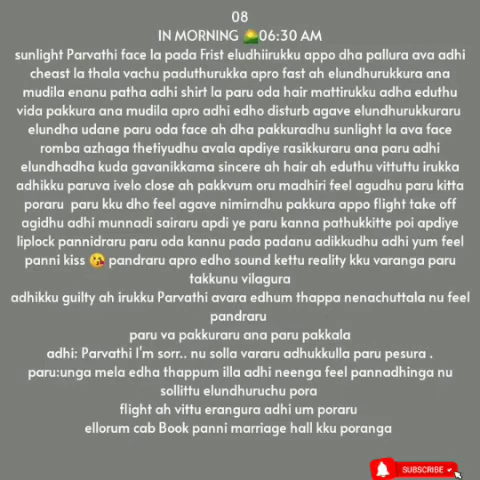 08
IN MORNING 🌄06:30 AM
sunlight Parvathi face la pada Frist eludhiirukku appo dha pallura ava adhi
cheast la thala vachu paduthurukka apro fast ah elundhurukkura ana
mudila enanu patha adhi shirt la paru oda hair mattirukku adha eduthu
vida pakkura ana mudila apro adhi edho disturb agave elundhurukkuraru
elundha udane paru oda face ah dha pakkuradhu sunlight la ava face
romba azhaga thetiyudhu avala apdiye rasikkuraru ana paru adhi
elundhadha kuda gavanikkama sincere ah hair ah eduthu vittuttu irukka
adhikku paruva ivelo close ah pakkvum oru madhiri feel agudhu paru kitta
poraru paru kku dho feel agave nimirndhu pakkura appo flight take off
agidhu adhi munnadi sairaru apdi ye paru kanna pathukkitte poi apdiye
liplock pannidraru paru oda kannu pada padanu adikkudhu adhi yum feel
panni kiss 😘 pandraru apro edho sound kettu reality kku varanga paru
takkunu vilagura
adhikku guilty ah irukku Parvathi avara edhum thappa nenachuttala nu feel
pandraru
paru va pakkuraru ana paru pakkala
adhi: Parvathi I'm sorr.. nu solla vararu adhukkulla paru pesura .
paru:unga mela edha thappum illa adhi neenga feel pannadhinga nu
sollittu elundhuruchu pora
flight ah vittu erangura adhi um poraru
ellorum cab Book panni marriage hall kku poranga
SUBSCRIBE